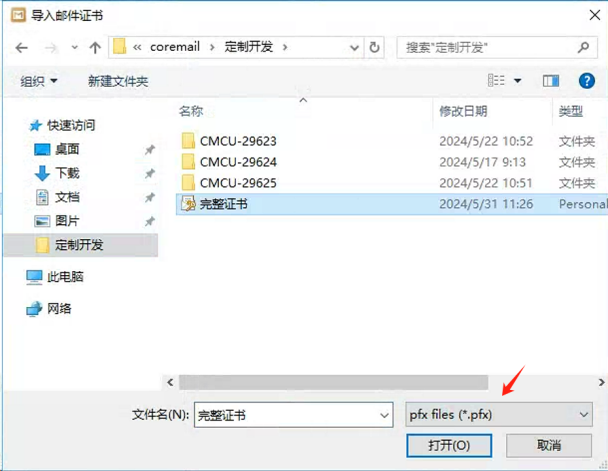 导入邮件证书
« coremail › 定制开发 ›
搜索"定制开发"
组织 新建文件夹
名称 修改日期 类型
快速访问
桌面
下载
文档
图片
定制开发
此电脑
网络
CMCU-29623 2024/5/22 10:52 文件夹
CMCU-29624 2024/5/17 9:13 文件夹
CMCU-29625 2024/5/22 10:51 文件夹
完整证书 2024/5/31 11:26 Personal
文件名(N): 完整证书 pfx files (*.pfx)
打开(O) 取消